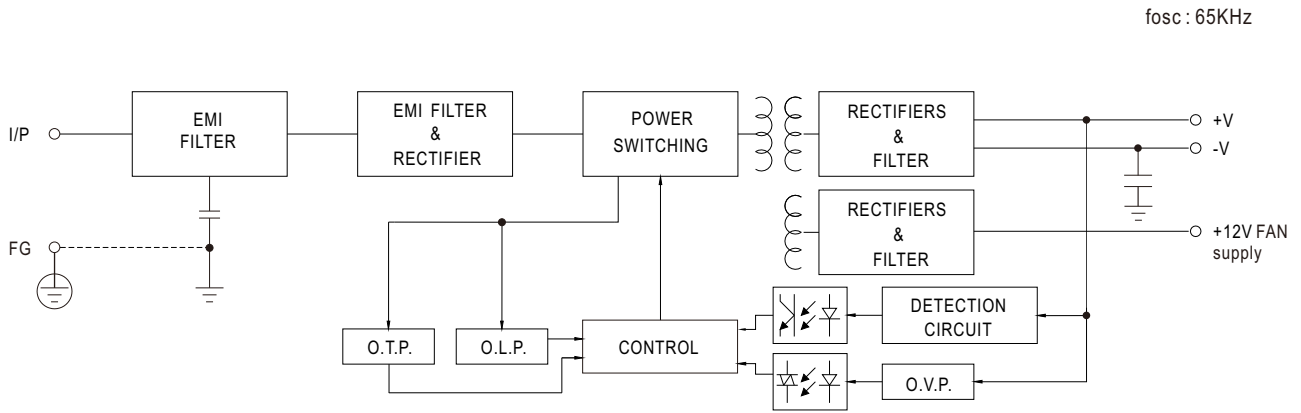 fosc : 65KHz
I/P
EMI
FILTER
EMI FILTER
&
RECTIFIER
POWER
SWITCHING
RECTIFIERS
&
FILTER
+V
-V
RECTIFIERS
&
FILTER
+12V FAN
supply
FG
O.T.P.
O.L.P.
CONTROL
DETECTION
CIRCUIT
O.V.P.